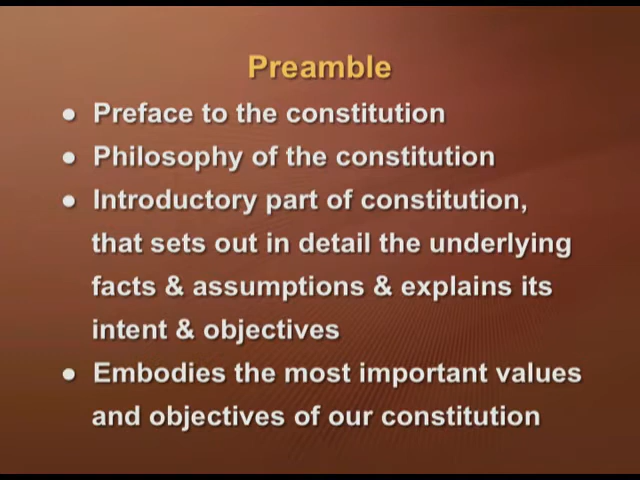 Preamble
● Preface to the constitution
● Philosophy of the constitution
● Introductory part of constitution,
that sets out in detail the underlying
facts & assumptions & explains its
intent & objectives
● Embodies the most important values
and objectives of our constitution